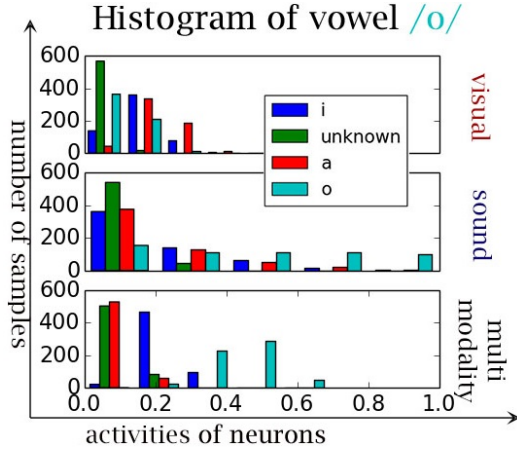 Histogram of vowel /o/
number of samples
600
400
200
0
i
unknown
a
o
visual
600
400
200
0
sound
600
400
200
0
multi
modality
0.0 0.2 0.4 0.6 0.8 1.0
activities of neurons